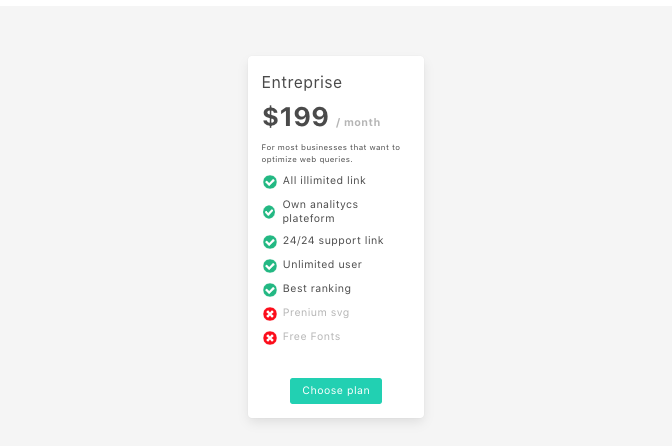 Entreprise
$199 / month
For most businesses that want to
optimize web queries.
All illimited link
Own analitycs
plateform
24/24 support link
Unlimited user
Best ranking
Prenium svg
Free Fonts
Choose plan